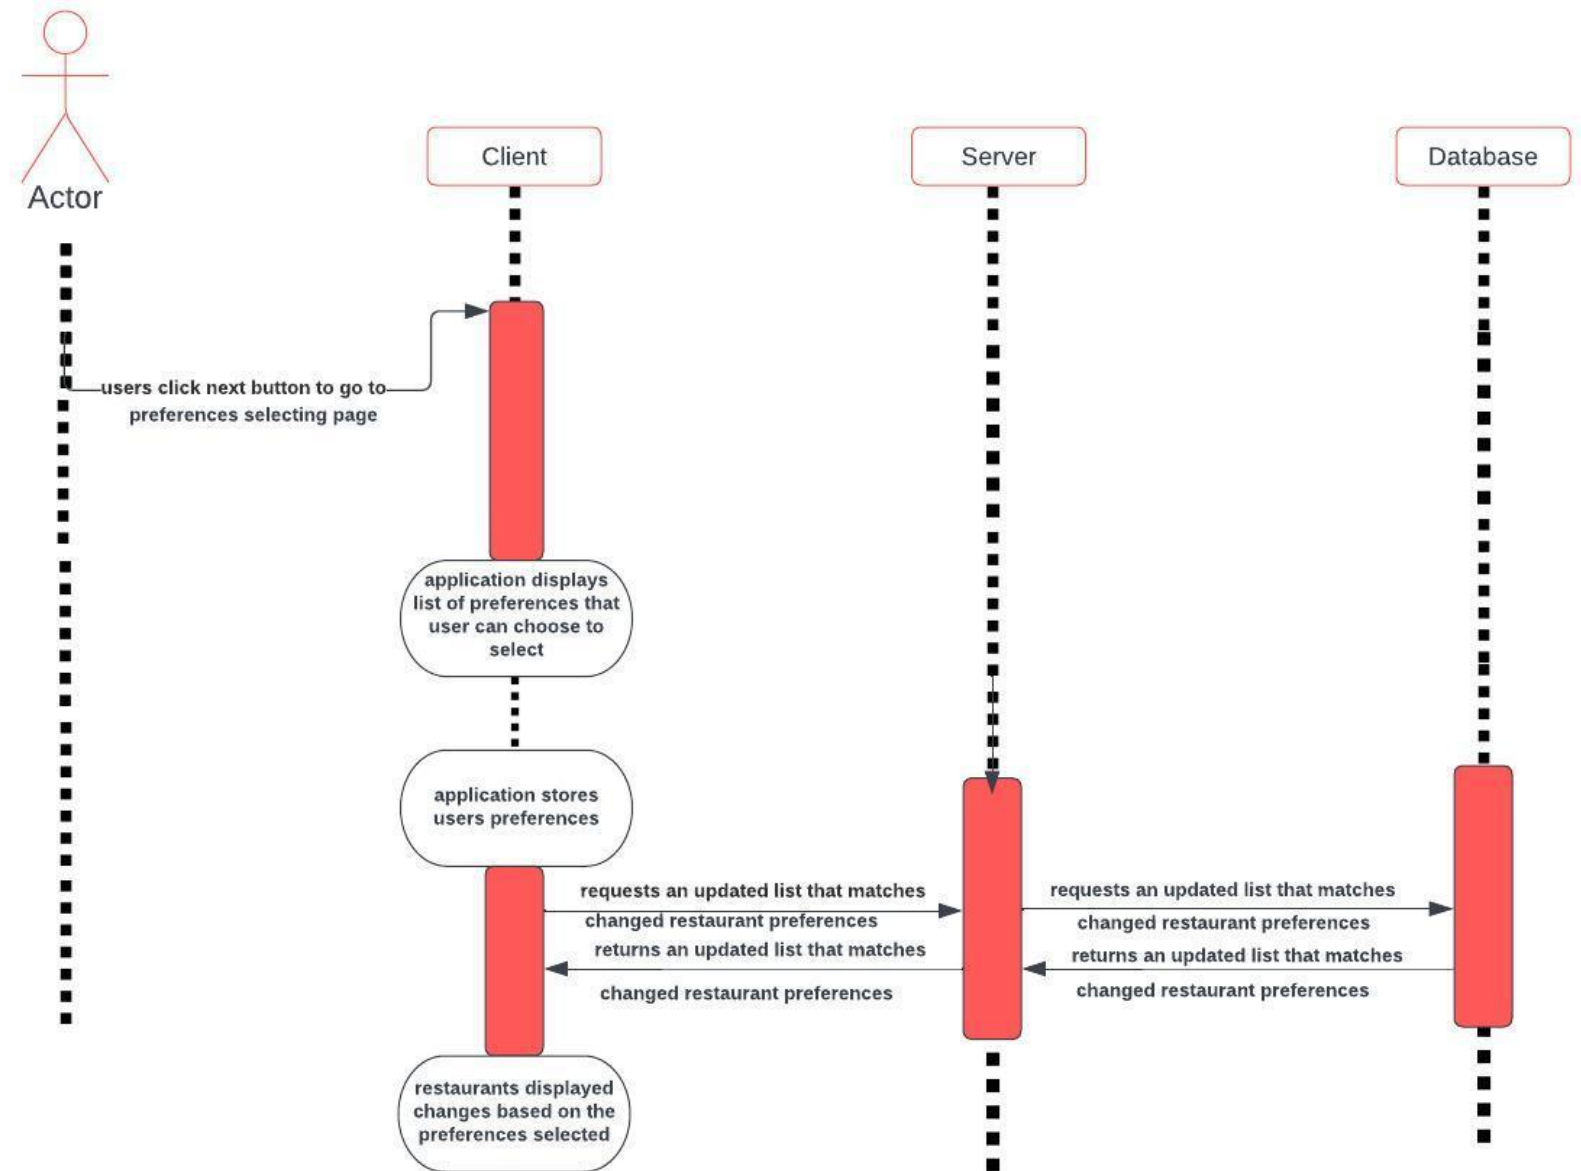 Actor
Client
Server
Database
users click next button to go to
preferences selecting page
application displays
list of preferences that
user can choose to
select
application stores
users preferences
requests an updated list that matches
changed restaurant preferences
requests an updated list that matches
changed restaurant preferences
returns an updated list that matches
changed restaurant preferences
returns an updated list that matches
changed restaurant preferences
restaurants displayed
changes based on the
preferences selected